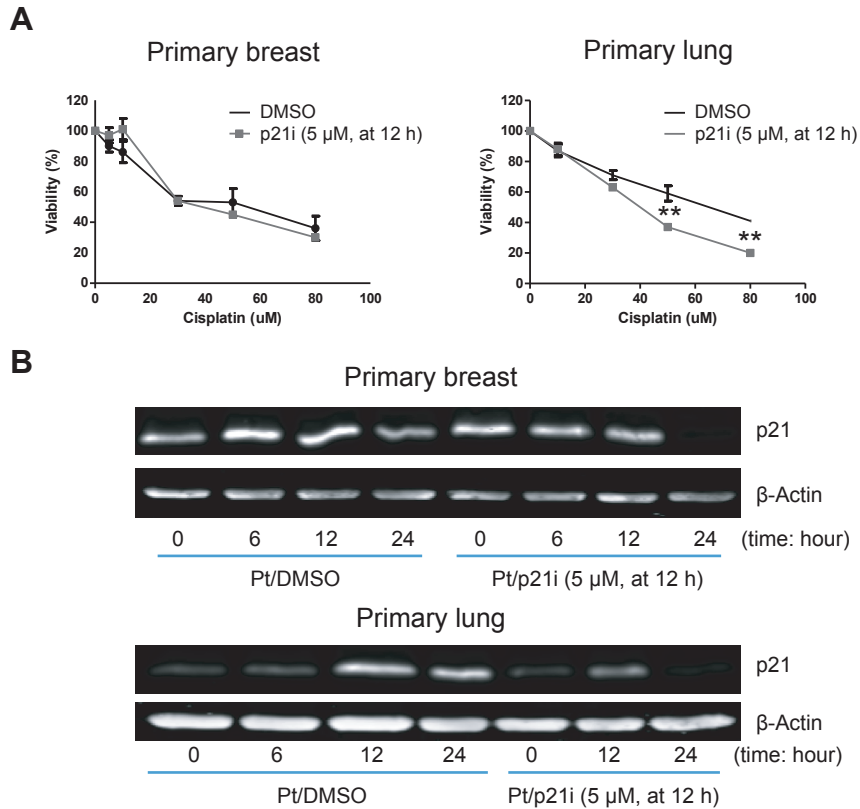 A
Primary breast
Primary lung
120
100
80
60
40
20
0
Viability (%)
0 20 40 60 80 100
Cisplatin (uM)
DMSO
p21i (5 µM, at 12 h)
120
100
80
60
40
20
0
Viability (%)
0 20 40 60 80 100
Cisplatin (uM)
DMSO
p21i (5 µM, at 12 h)
**
**
B
Primary breast
p21
β-Actin
0 6 12 24 0 6 12 24 (time: hour)
Pt/DMSO Pt/p21i (5 µM, at 12 h)
Primary lung
p21
β-Actin
0 6 12 24 0 12 24 (time: hour)
Pt/DMSO Pt/p21i (5 µM, at 12 h)